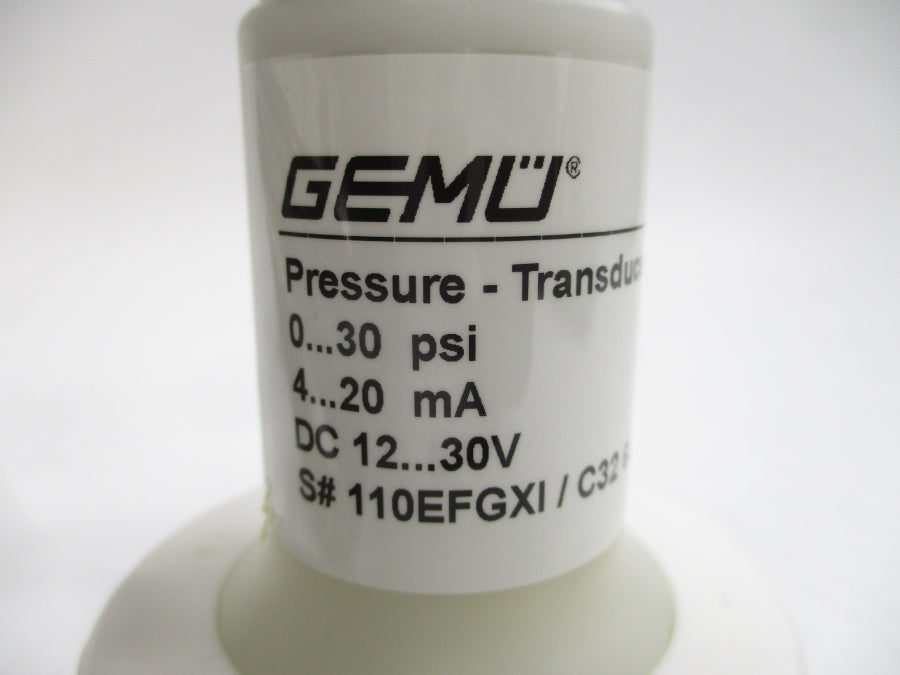 GEMÜ®
Pressure - Transduc
0...30 psi
4...20 mA
DC 12...30V
S# 110EFGXI / C32